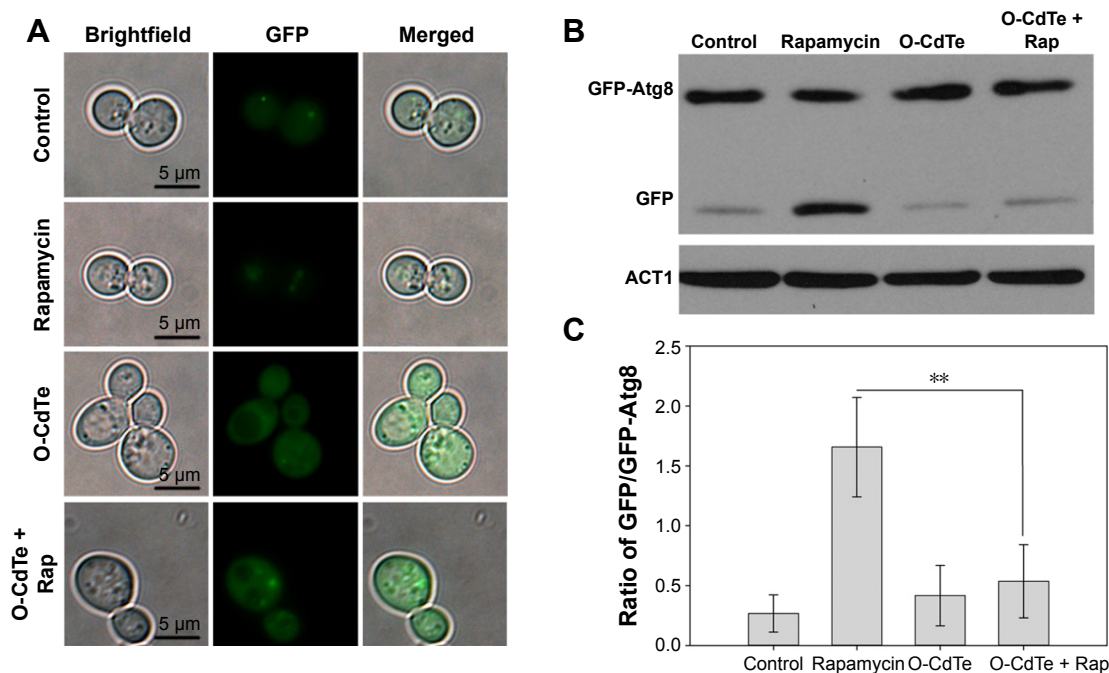 A
Brightfield GFP Merged
Control
5 µm
Rapamycin
5 µm
O-CdTe
5 µm
O-CdTe +
Rap
5 µm
B
Control Rapamycin O-CdTe O-CdTe +
Rap
GFP-Atg8
GFP
ACT1
C
Ratio of GFP/GFP-Atg8
2.5
2.0
1.5
1.0
0.5
0.0
**
Control Rapamycin O-CdTe O-CdTe + Rap